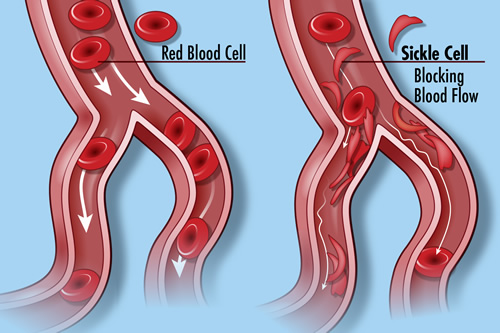 Red Blood Cell
Sickle Cell
Blocking
Blood Flow